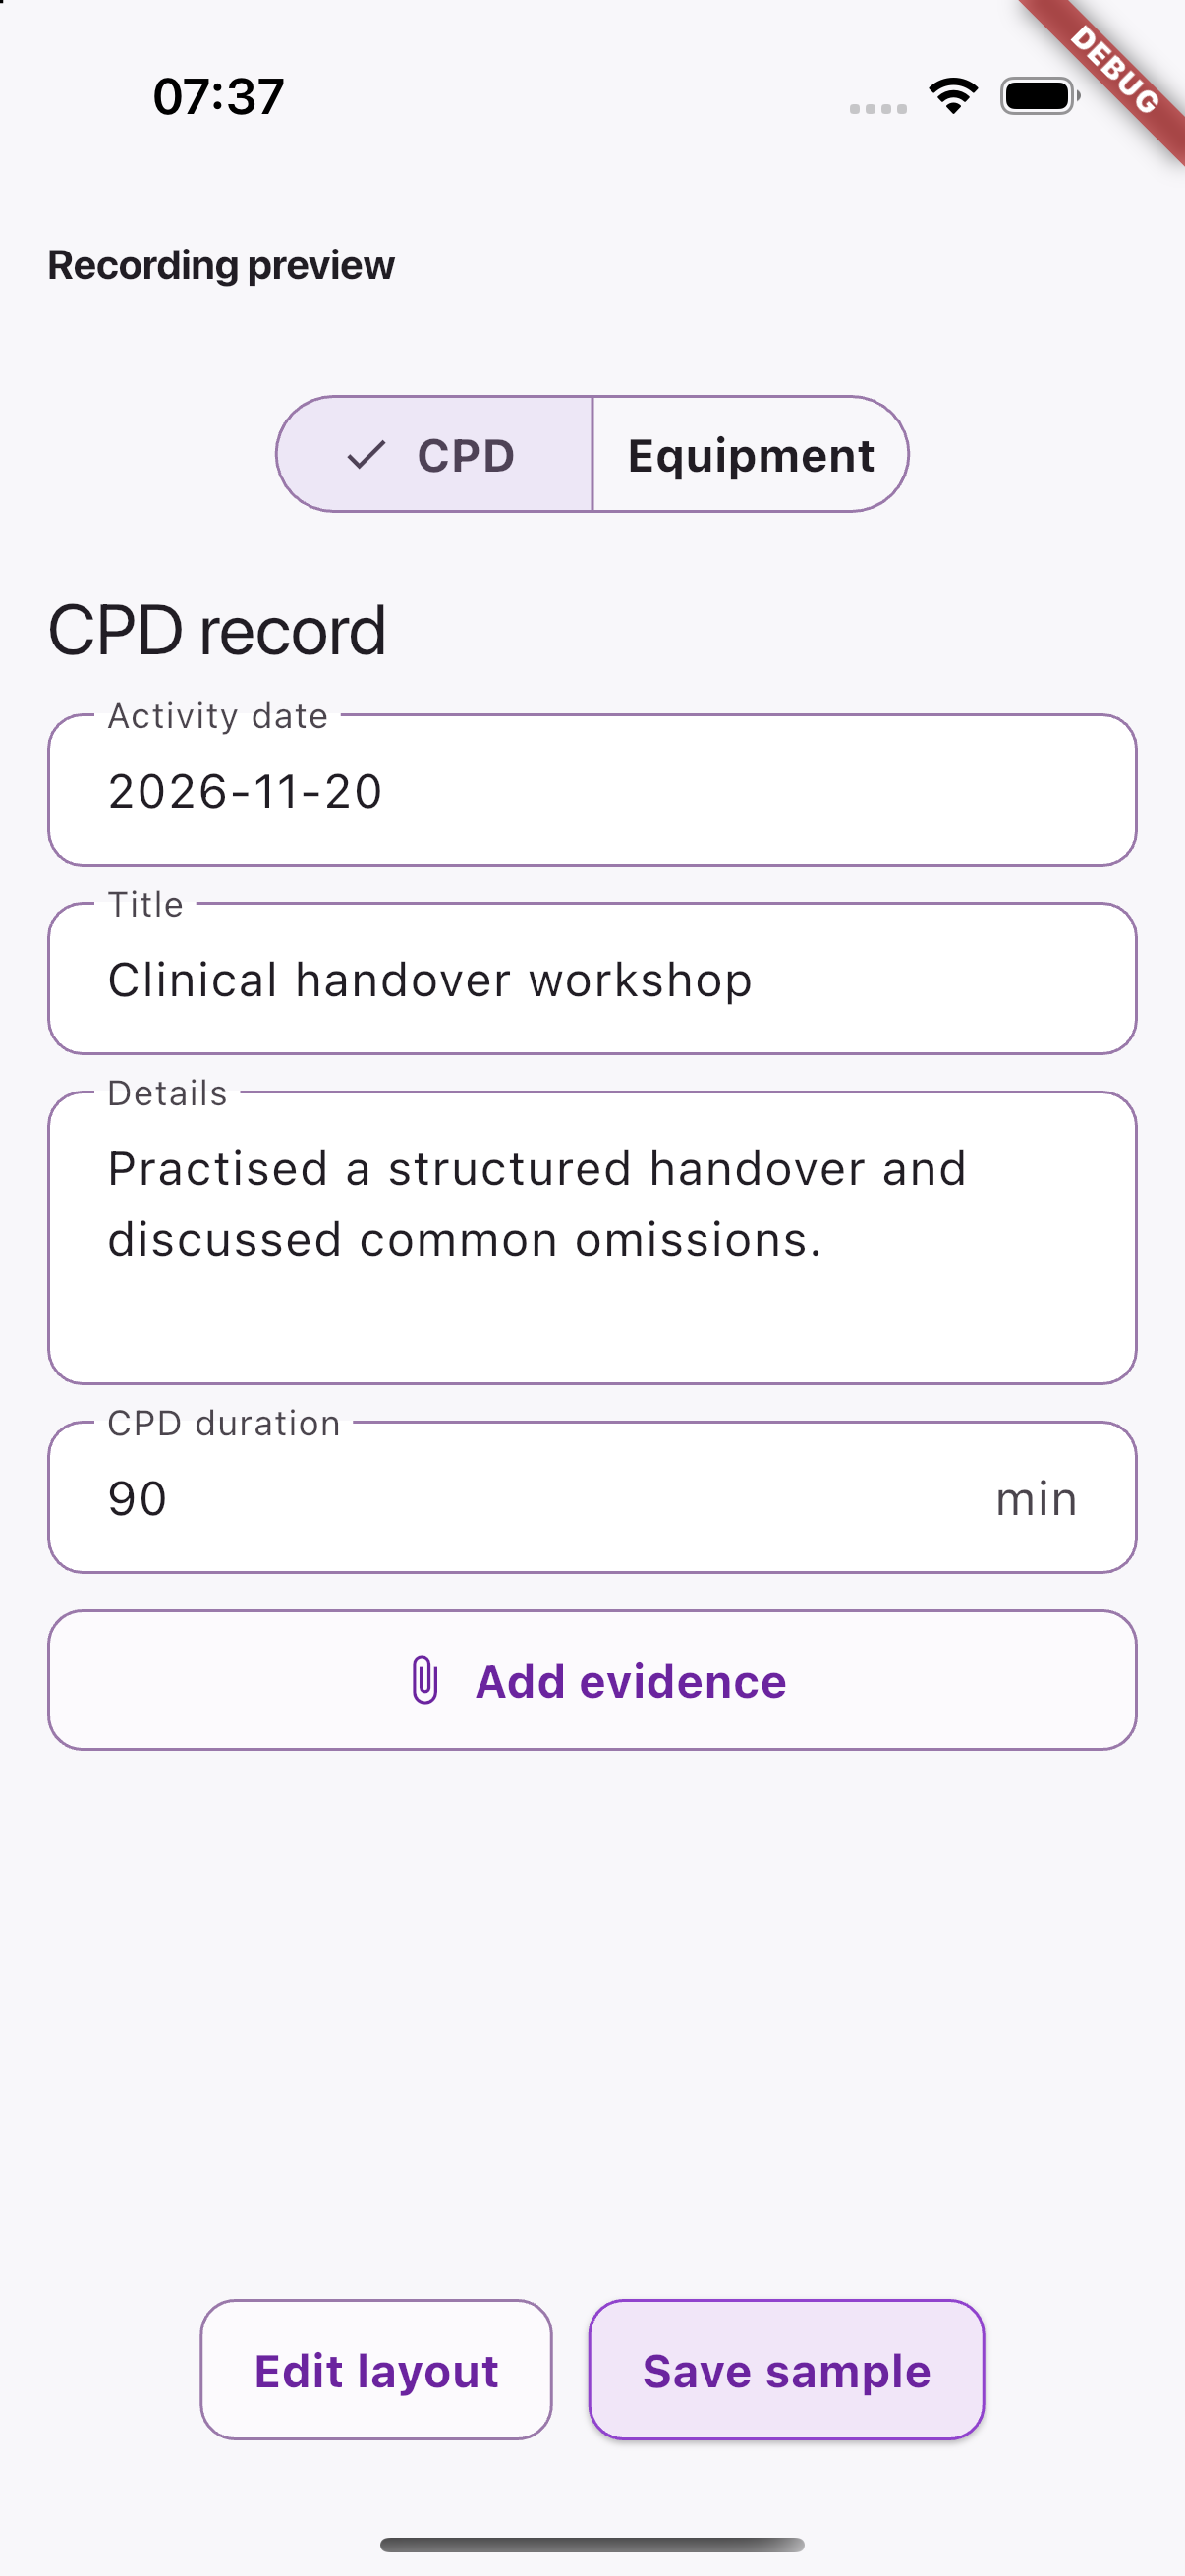 07:37
DEBUG
Recording preview
CPD
Equipment
CPD record
Activity date
2026-11-20
Title
Clinical handover workshop
Details
Practised a structured handover and
discussed common omissions.
CPD duration
90 min
Add evidence
Edit layout
Save sample